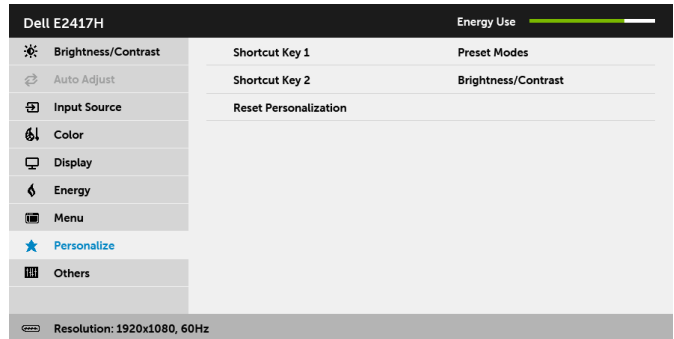 Dell E2417H
Energy Use
Brightness/Contrast
Shortcut Key 1
Preset Modes
Auto Adjust
Shortcut Key 2
Brightness/Contrast
Input Source
Reset Personalization
Color
Display
Energy
Menu
Personalize
Others
Resolution: 1920x1080, 60Hz